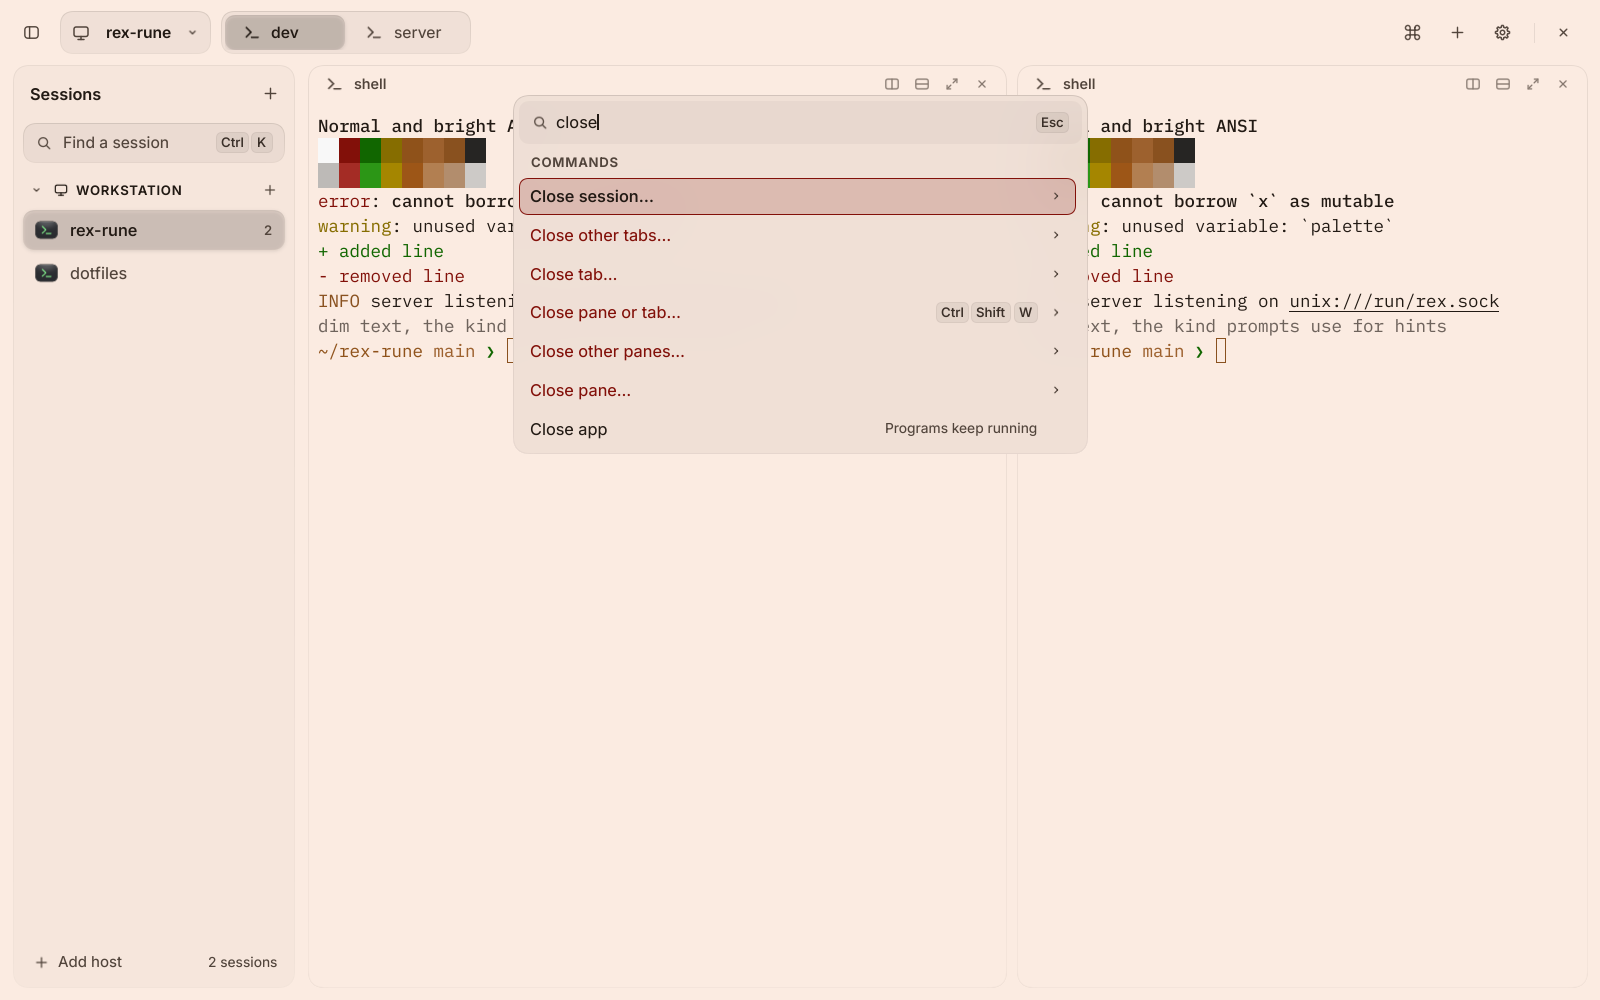 rex-rune
dev
server
Sessions
Find a session Ctrl K
WORKSTATION
rex-rune 2
dotfiles
Add host 2 sessions
shell
Normal and bright A
error: cannot borro
warning: unused var
+ added line
- removed line
INFO server listeni
dim text, the kind
~/rex-rune main ❯
close Esc
COMMANDS
Close session...
Close other tabs...
Close tab...
Close pane or tab... Ctrl Shift W
Close other panes...
Close pane...
Close app Programs keep running
shell
and bright ANSI
cannot borrow `x` as mutable
g: unused variable: `palette`
ed line
oved line
server listening on unix:///run/rex.sock
ext, the kind prompts use for hints
rune main ❯